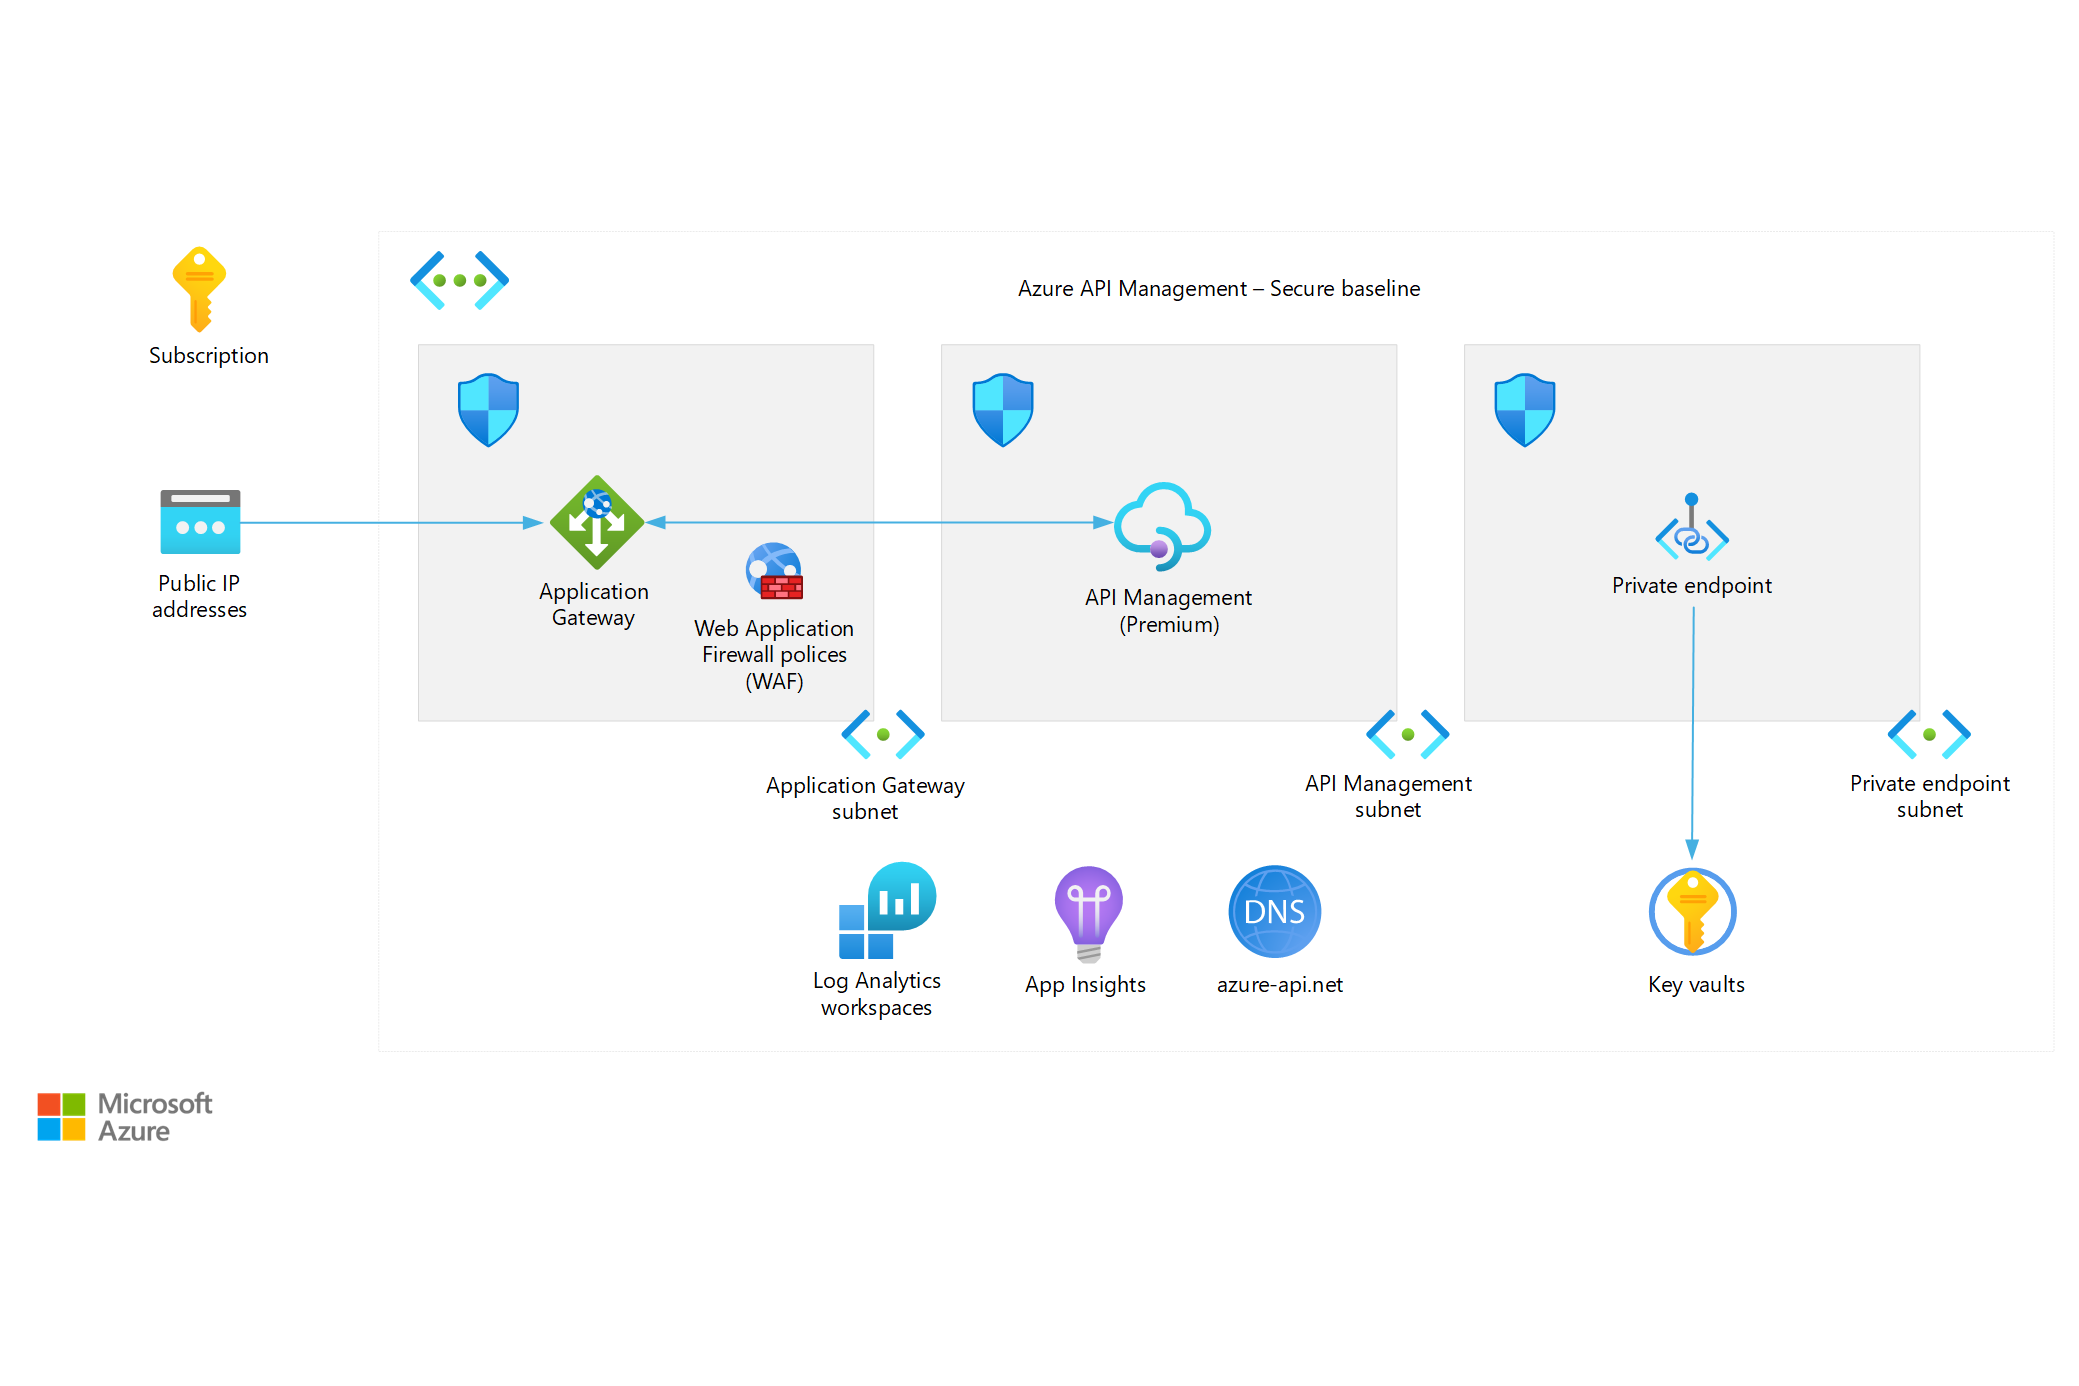 Azure API Management – Secure baseline
Subscription
Public IP
addresses
Application
Gateway
Web Application
Firewall polices
(WAF)
API Management
(Premium)
Private endpoint
Application Gateway
subnet
API Management
subnet
Private endpoint
subnet
Log Analytics
workspaces
App Insights
DNS
azure-api.net
Key vaults
Microsoft
Azure